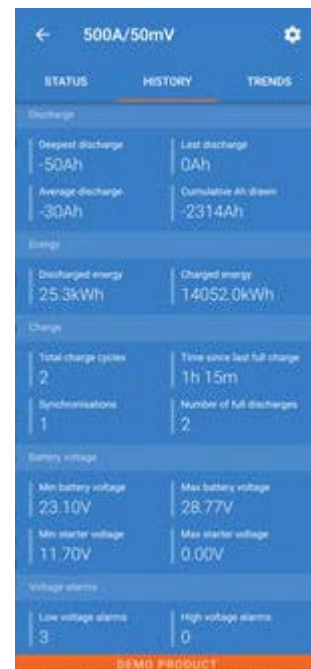 500A/50mV
STATUS HISTORY TRENDS
Discharge
Deepest discharge Last discharge
-50Ah 0Ah
Average discharge Cumulative Ah drawn
-30Ah -2314Ah
Energy
Discharged energy Charged energy
25.3kWh 14052.0kWh
Charge
Total charge cycles Time since last full charge
2 1h 15m
Synchronisations Number of full discharges
1 2
Battery voltage
Min battery voltage Max battery voltage
23.10V 28.77V
Min starter voltage Max starter voltage
11.70V 0.00V
Voltage alarms
Low voltage alarms High voltage alarms
3 0
DEMO PRODUCT